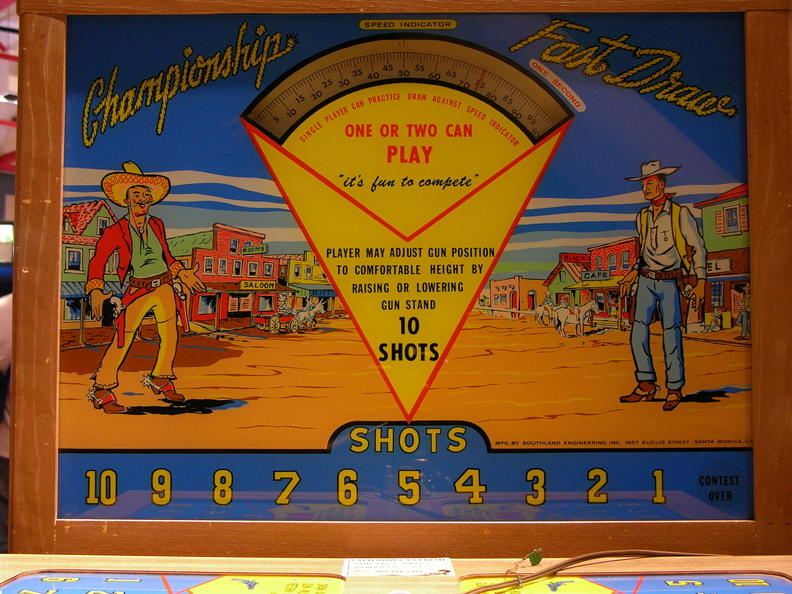 SPEED INDICATOR
Championship
Fast Draw
ONE SECOND
5 10 15 20 25 30 35 40 45 50 55 60 65 70 75 80 85 90 95 100
SINGLE PLAYER CAN PRACTICE DRAW AGAINST SPEED INDICATOR
ONE OR TWO CAN
PLAY
"it's fun to compete"
PLAYER MAY ADJUST GUN POSITION
TO COMFORTABLE HEIGHT BY
RAISING OR LOWERING
GUN STAND
10
SHOTS
ROOMS
SALOON
BLACK
CAFE
EL
SHOTS
MFG. BY SOUTHLAND ENGINEERING INC. 1657 EUCLID STREET SANTA MONICA, CA
10 9 8 7 6 5 4 3 2 1
CONTEST
OVER